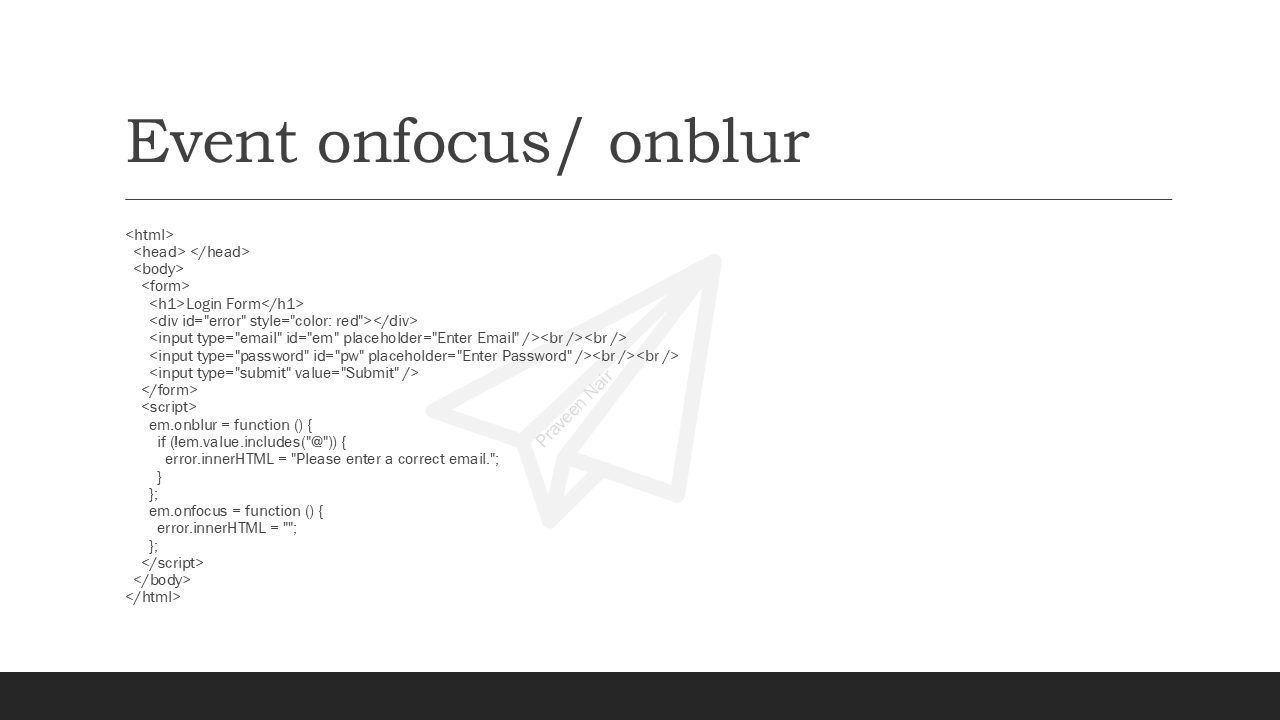 Event onfocus/ onblur
<html>
  <head> </head>
  <body>
    <form>
      <h1>Login Form</h1>
      <div id="error" style="color: red"></div>
      <input type="email" id="em" placeholder="Enter Email" /><br /><br />
      <input type="password" id="pw" placeholder="Enter Password" /><br /><br />
      <input type="submit" value="Submit" />
    </form>
    <script>
      em.onblur = function () {
        if (!em.value.includes("@")) {
          error.innerHTML = "Please enter a correct email.";
        }
      };
      em.onfocus = function () {
        error.innerHTML = "";
      };
    </script>
  </body>
</html>
Praveen Nair